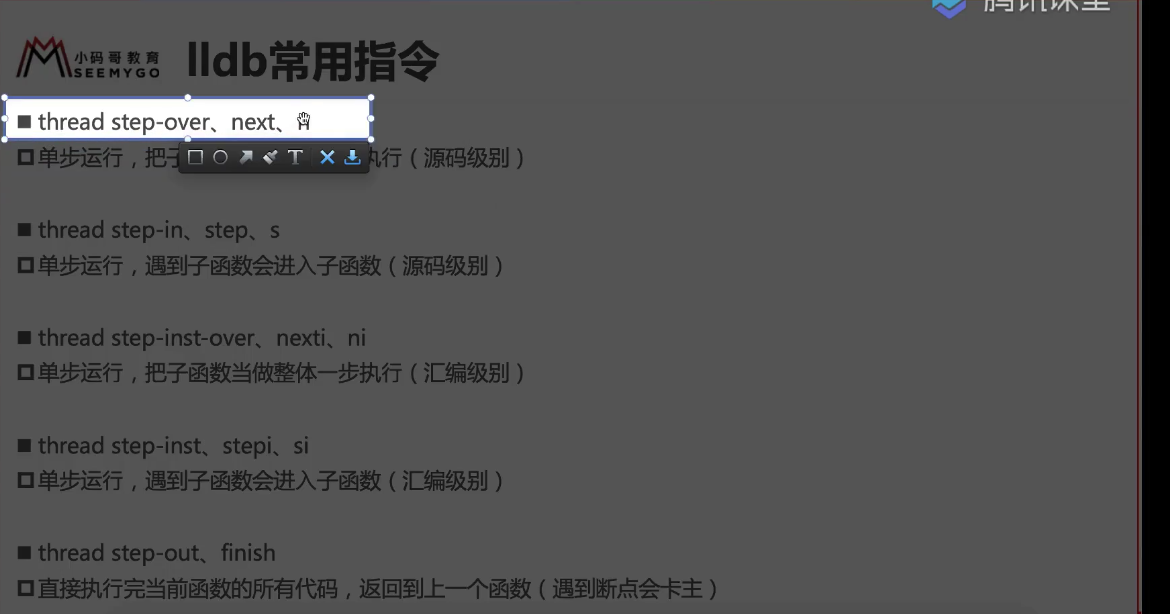 腾讯课堂
小码哥教育
SEEMYGO
lldb常用指令
thread step-over、next、
单步运行，把子 执行（源码级别）
T
thread step-in、step、s
单步运行，遇到子函数会进入子函数（源码级别）
thread step-inst-over、nexti、ni
单步运行，把子函数当做整体一步执行（汇编级别）
thread step-inst、stepi、si
单步运行，遇到子函数会进入子函数（汇编级别）
thread step-out、finish
直接执行完当前函数的所有代码，返回到上一个函数（遇到断点会卡主）